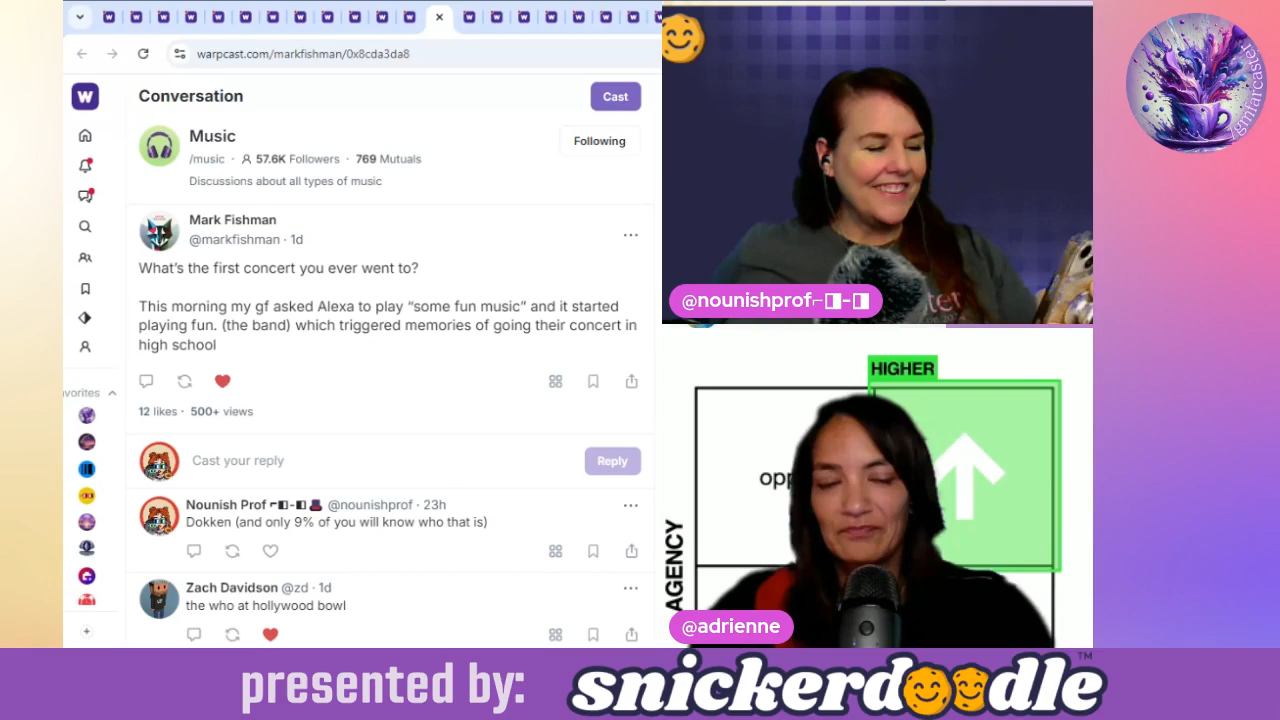 warpcast.com/markfishman/0x8cda3da8
W
Conversation
Cast
Music
/music · 57.6K Followers · 769 Mutuals
Following
Discussions about all types of music
Mark Fishman
@markfishman · 1d
What's the first concert you ever went to?
This morning my gf asked Alexa to play “some fun music” and it started
playing fun. (the band) which triggered memories of going their concert in
high school
12 likes · 500+ views
vorites
Cast your reply
Reply
Nounish Prof ⌐◧-◧ @nounishprof · 23h
Dokken (and only 9% of you will know who that is)
Zach Davidson @zd · 1d
the who at hollywood bowl
@nounishprof⌐◨-◨
HIGHER
opp
AGENCY
@adrienne
/gmfarcaster
presented by:
snickerdoodle™